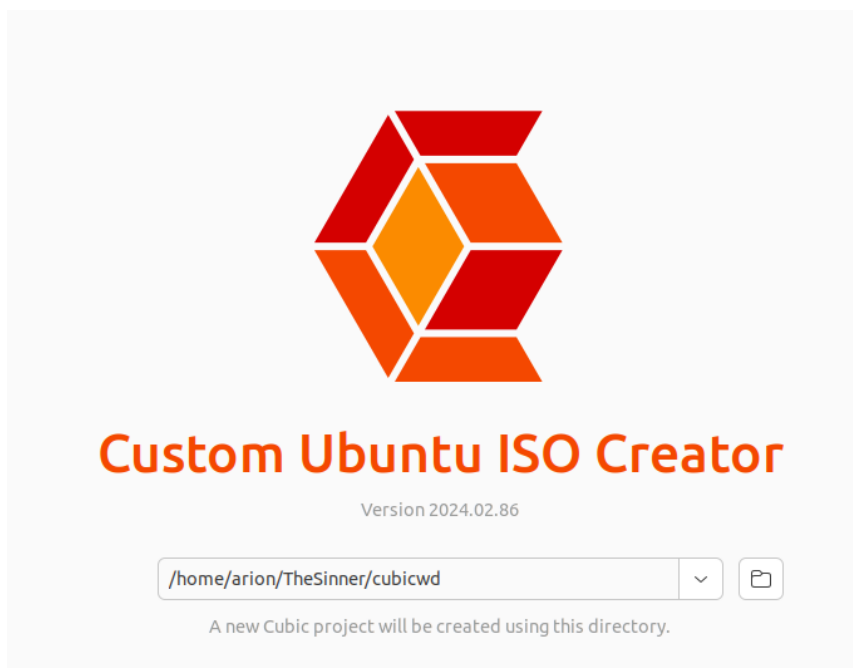 Custom Ubuntu ISO Creator
Version 2024.02.86
/home/arion/TheSinner/cubicwd
A new Cubic project will be created using this directory.